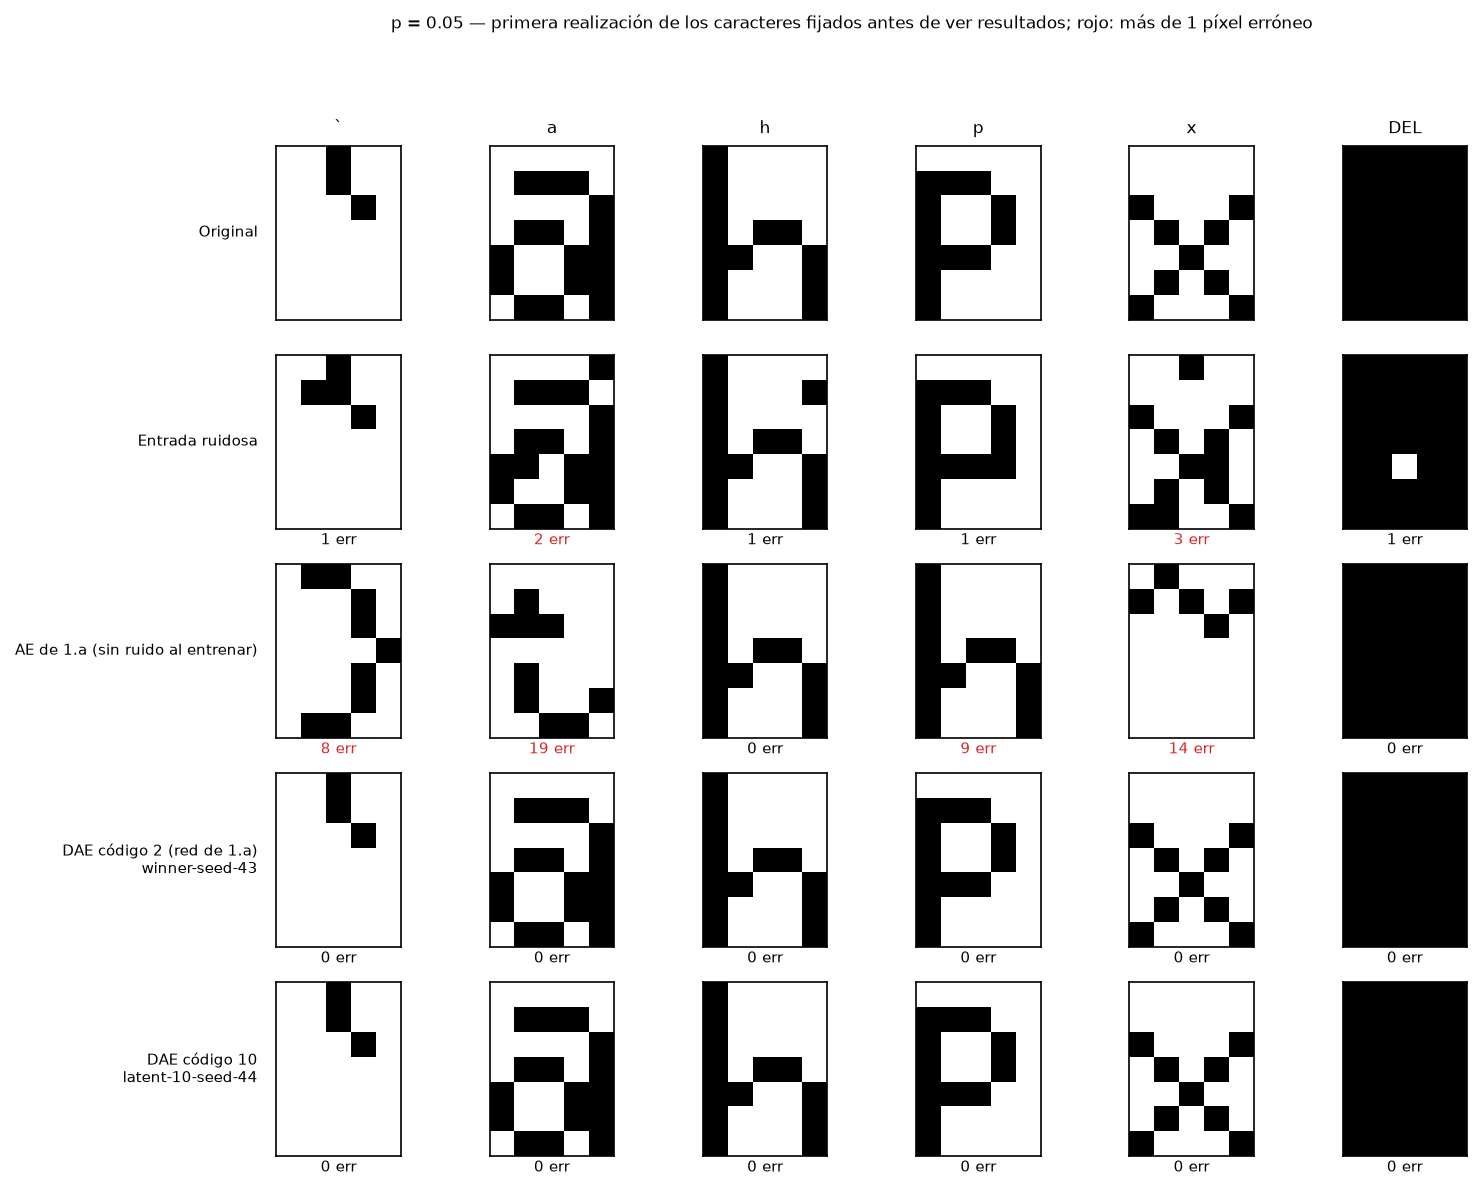 p = 0.05 — primera realización de los caracteres fijados antes de ver resultados; rojo: más de 1 píxel erróneo
` a h p x DEL
Original
Entrada ruidosa
1 err 2 err 1 err 1 err 3 err 1 err
AE de 1.a (sin ruido al entrenar)
8 err 19 err 0 err 9 err 14 err 0 err
DAE código 2 (red de 1.a)
winner-seed-43
0 err 0 err 0 err 0 err 0 err 0 err
DAE código 10
latent-10-seed-44
0 err 0 err 0 err 0 err 0 err 0 err